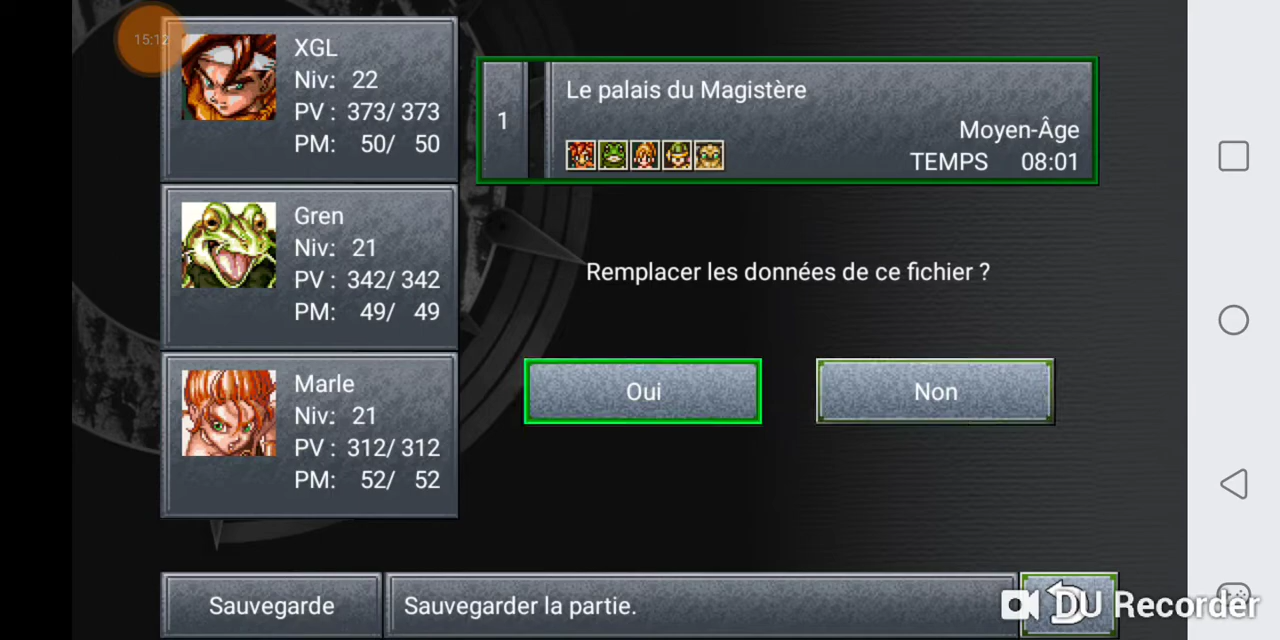 15:12
XGL
Niv: 22
PV : 373/ 373
PM: 50/ 50
Gren
Niv: 21
PV : 342/ 342
PM: 49/ 49
Marle
Niv: 21
PV : 312/ 312
PM: 52/ 52
1
Le palais du Magistère
Moyen-Âge
TEMPS 08:01
Remplacer les données de ce fichier ?
Oui
Non
Sauvegarde
Sauvegarder la partie.
DU Recorder